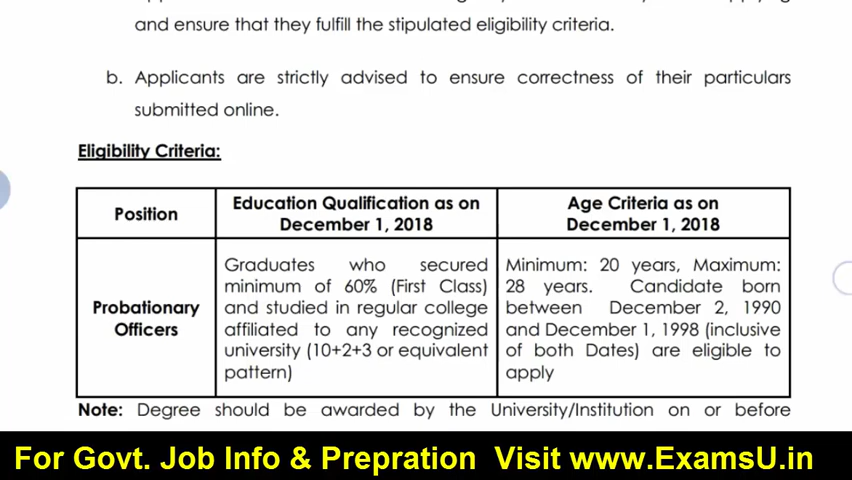 and ensure that they fulfill the stipulated eligibility criteria.
b. Applicants are strictly advised to ensure correctness of their particulars
submitted online.
Eligibility Criteria:
Position
Education Qualification as on
December 1, 2018
Age Criteria as on
December 1, 2018
Probationary
Officers
Graduates who secured
minimum of 60% (First Class)
and studied in regular college
affiliated to any recognized
university (10+2+3 or equivalent
pattern)
Minimum: 20 years, Maximum:
28 years. Candidate born
between December 2, 1990
and December 1, 1998 (inclusive
of both Dates) are eligible to
apply
Note: Degree should be awarded by the University/Institution on or before
For Govt. Job Info & Prepration Visit www.ExamsU.in